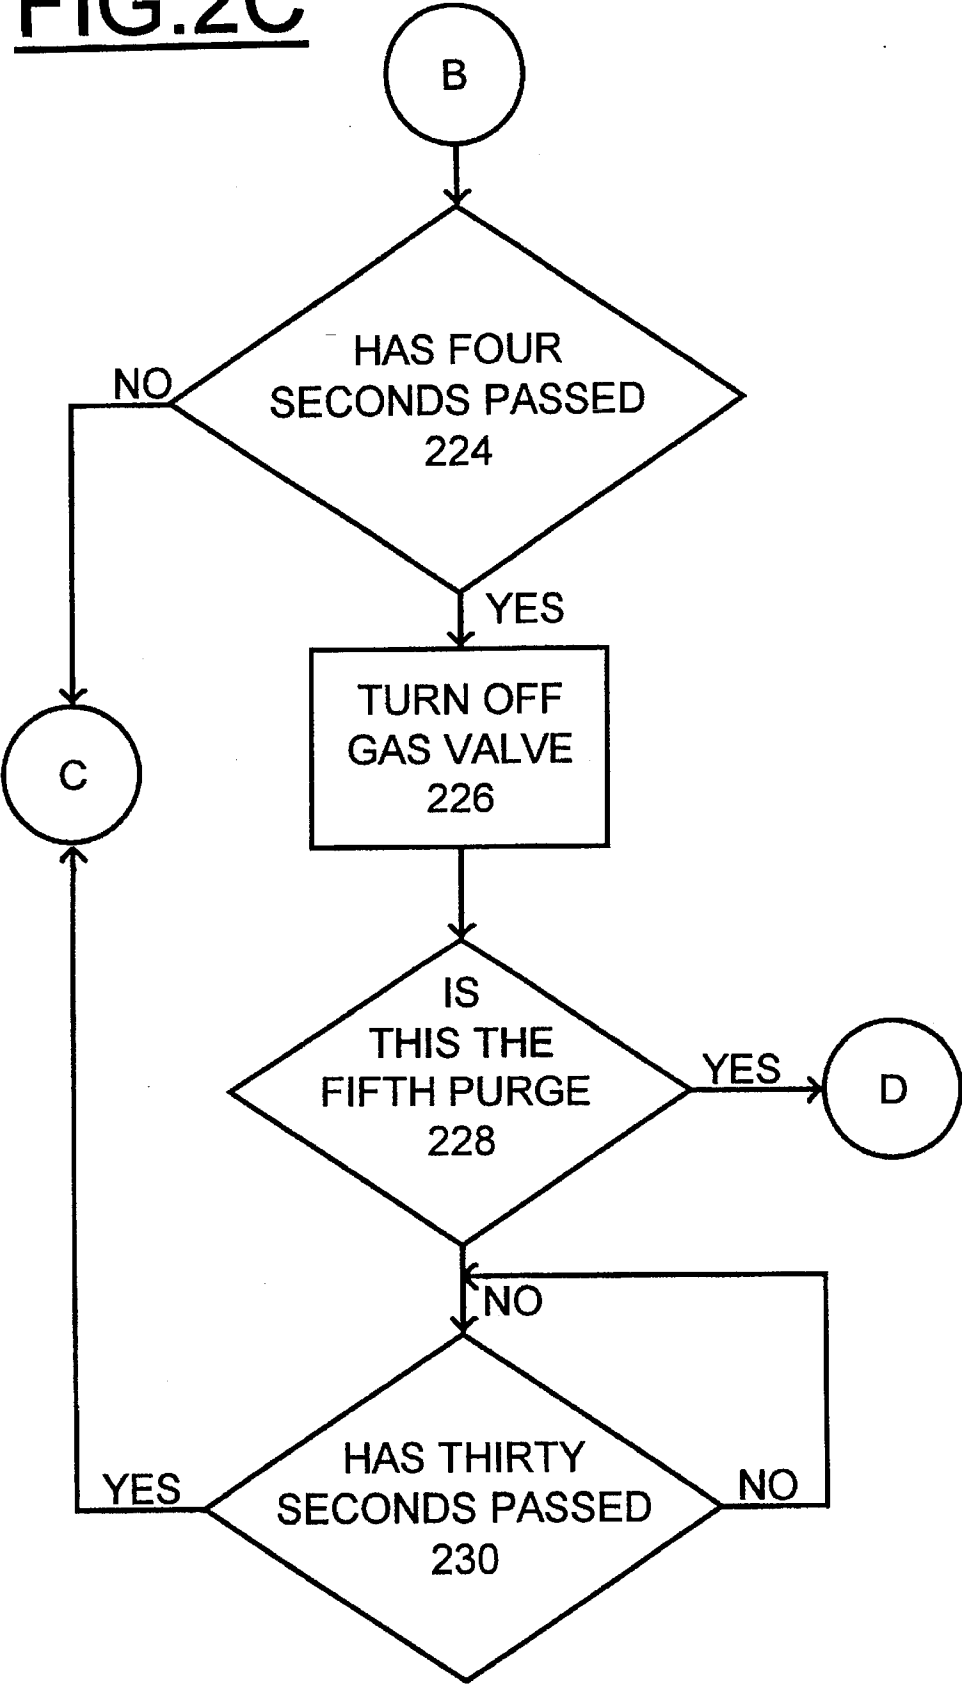 FIG.2C
B
HAS FOUR
SECONDS PASSED
224
NO
YES
TURN OFF
GAS VALVE
226
C
IS
THIS THE
FIFTH PURGE
228
YES
D
NO
HAS THIRTY
SECONDS PASSED
230
YES
NO